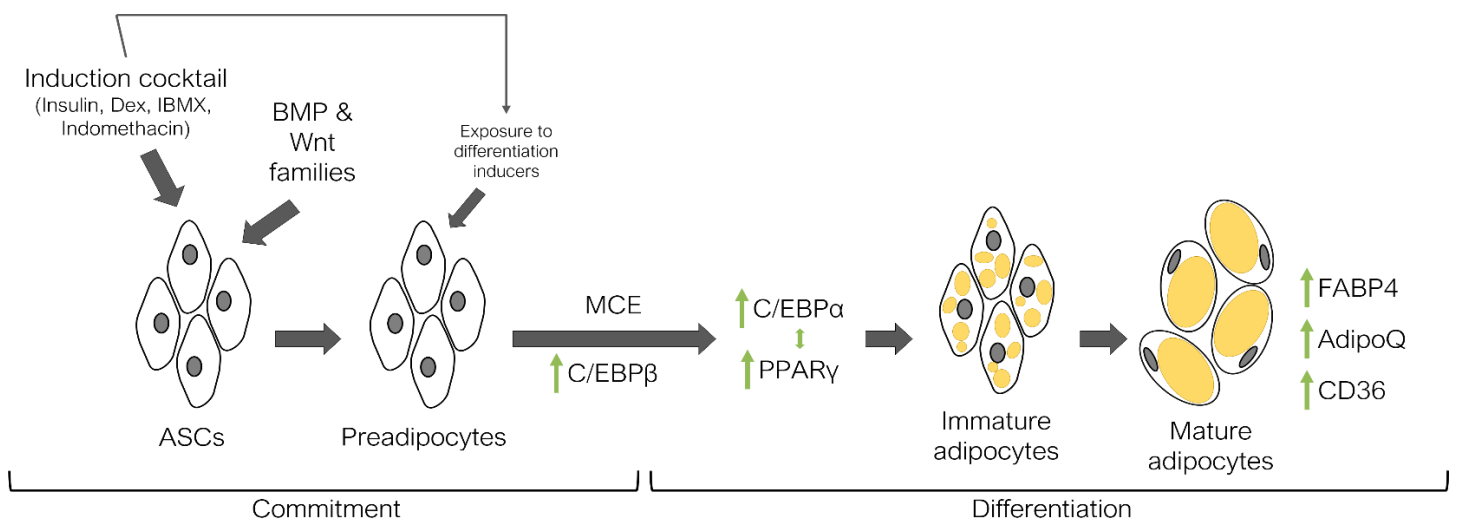 Induction cocktail
(Insulin, Dex, IBMX,
Indomethacin)
BMP &
Wnt
families
Exposure to
differentiation
inducers
ASCs
Preadipocytes
MCE
C/EBPβ
C/EBPα
PPARγ
Immature
adipocytes
Mature
adipocytes
FABP4
AdipoQ
CD36
Commitment
Differentiation